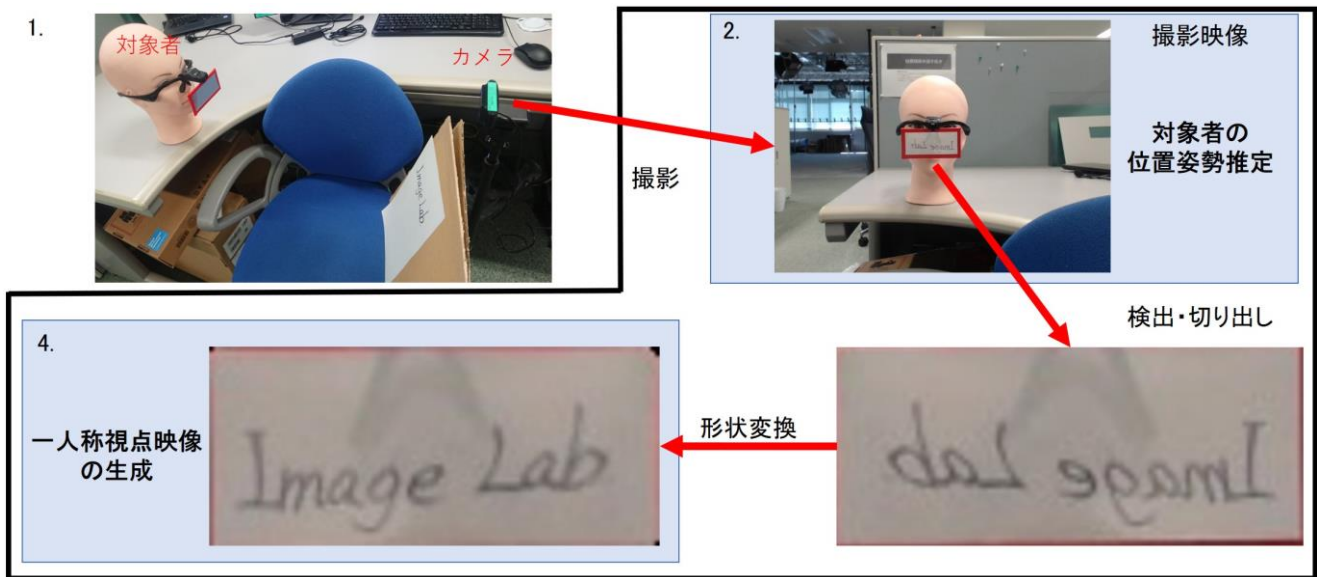 1.
対象者
カメラ
撮影
2.
撮影映像
対象者の
位置姿勢推定
Image Lab
検出・切り出し
Image Lab
形状変換
4.
一人称視点映像
の生成
Image Lab